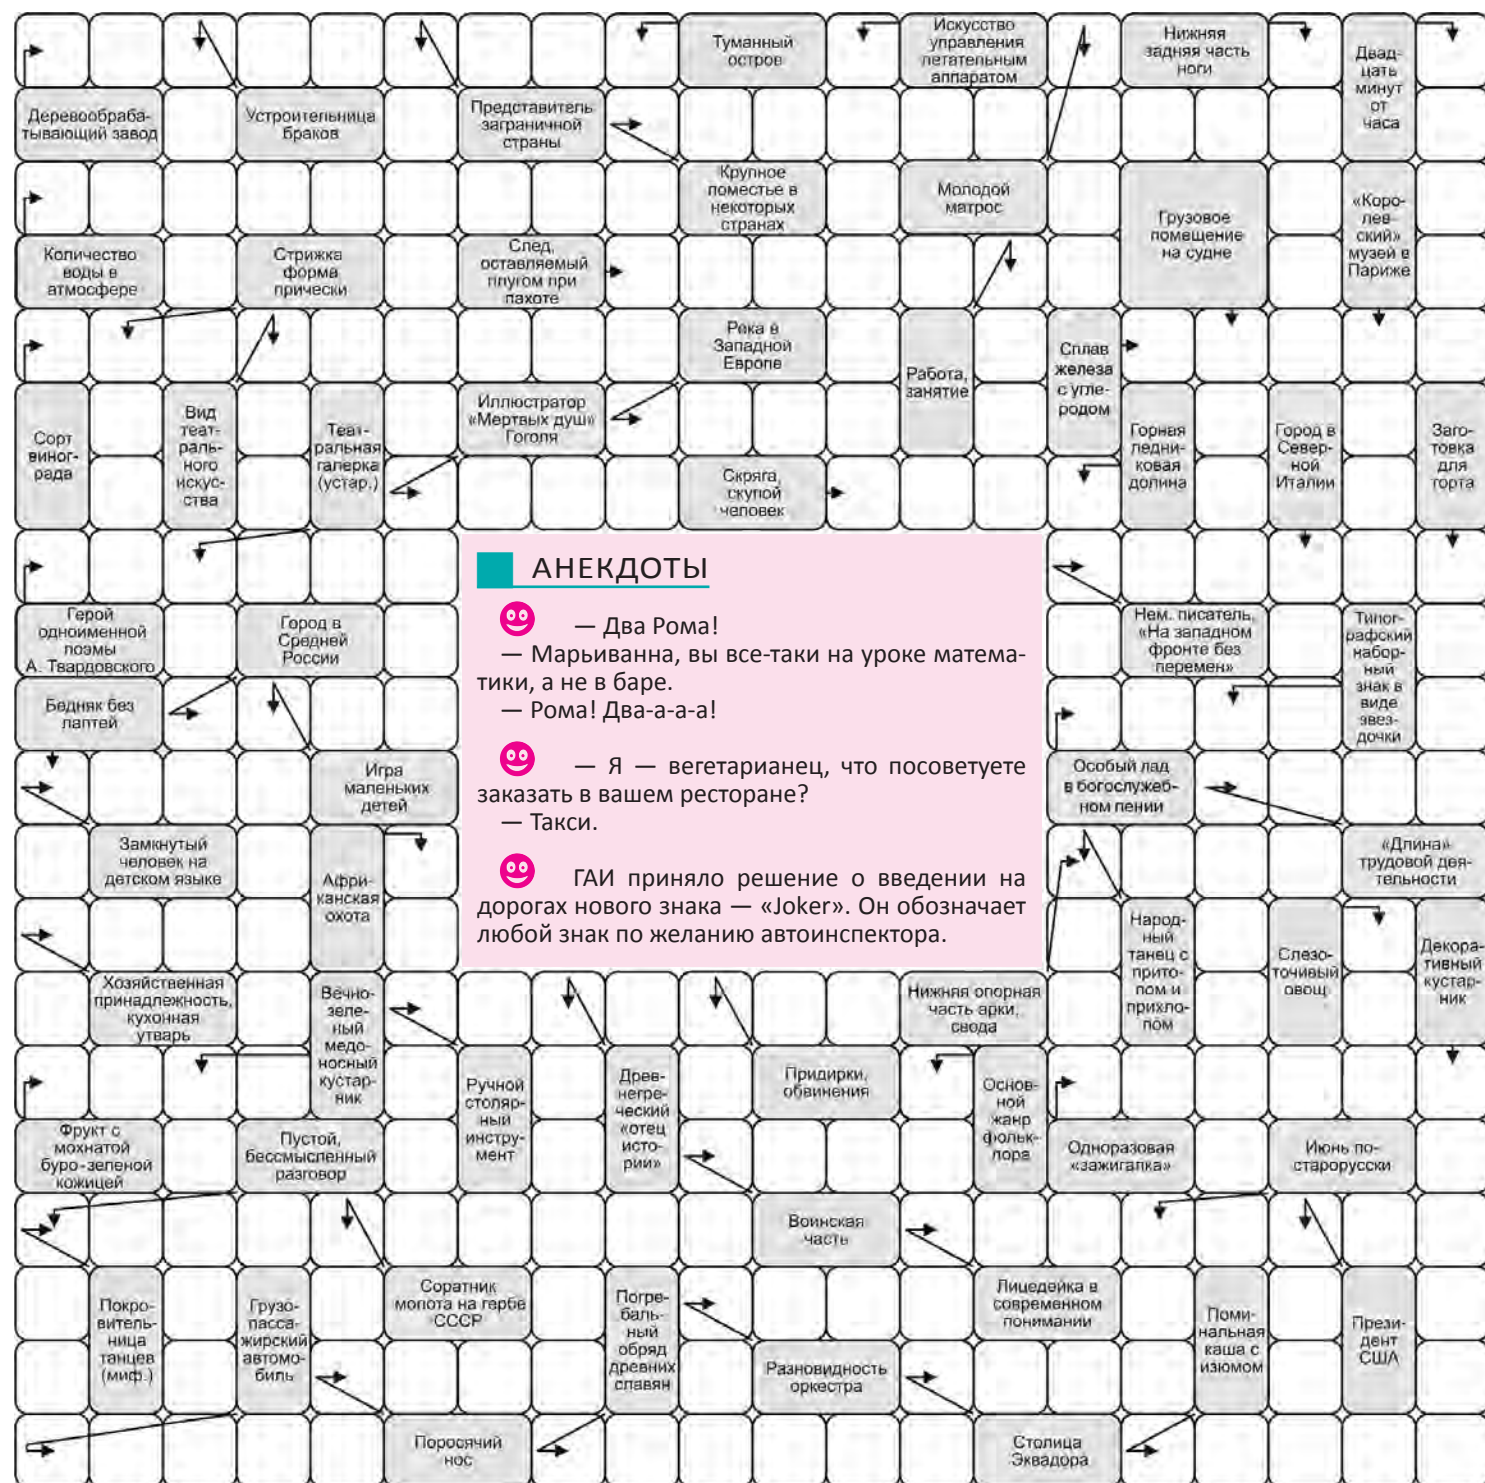 Туманный
остров
Искусство
управления
летательным
аппаратом
Нижняя
задняя часть
ноги
Двад-
цать
минут
от
часа
Деревообраба-
тывающий завод
Устроительница
браков
Представитель
заграничной
страны
Крупное
поместье в
некоторых
странах
Молодой
матрос
Грузовое
помещение
на судне
«Коро-
лев-
ский»
музей в
Париже
Количество
воды в
атмосфере
Стрижка
форма
прически
След,
оставляемый
плугом при
пахоте
Река в
Западной
Европе
Работа,
занятие
Сплав
железа
с угле-
родом
Сорт
виног-
рада
Вид
теат-
раль-
ного
искус-
ства
Теат-
ральная
галерка
(устар.)
Иллюстратор
«Мертвых душ»
Гоголя
Горная
ледни-
ковая
долина
Город в
Север-
ной
Италии
Заго-
товка
для
торта
Скряга,
скупой
человек
АНЕКДОТЫ
— Два Рома!
— Марьиванна, вы все-таки на уроке матема-
тики, а не в баре.
— Рома! Два-а-а-а!
— Я — вегетарианец, что посоветуете
заказать в вашем ресторане?
— Такси.
ГАИ приняло решение о введении на
дорогах нового знака — «Joker». Он обозначает
любой знак по желанию автоинспектора.
Герой
одноименной
поэмы
А. Твардовского
Город в
Средней
России
Нем. писатель,
«На западном
фронте без
перемен»
Типог-
рафский
набор-
ный
знак в
виде
звез-
дочки
Бедняк без
лаптей
Игра
маленьких
детей
Особый лад
в богослужеб-
ном пении
Замкнутый
человек на
детском языке
Афри-
канская
охота
«Длина»
трудовой дея-
тельности
Народ-
ный
танец с
прито-
пом и
прихло-
пом
Слезо-
точивый
овощ
Декора-
тивный
кустар-
ник
Хозяйственная
принадлежность,
кухонная
утварь
Вечно-
зеле-
ный
медо-
носный
кустар-
ник
Нижняя опорная
часть арки,
свода
Ручной
столяр-
ный
инстру-
мент
Древ-
негре-
ческий
«отец
исто-
рии»
Придирки,
обвинения
Основ-
ной
жанр
фольк-
лора
Фрукт с
мохнатой
буро-зеленой
кожицей
Пустой,
бессмысленный
разговор
Одноразовая
«зажигалка»
Июнь по-
старорусски
Воинская
часть
Покро-
витель-
ница
танцев
(миф.)
Грузо-
пасса-
жирский
автомо-
биль
Соратник
молота на гербе
СССР
Погре-
баль-
ный
обряд
древних
славян
Лицедейка в
современном
понимании
Поми-
нальная
каша с
изюмом
Прези-
дент
США
Разновидность
оркестра
Поросячий
нос
Столица
Эквадора